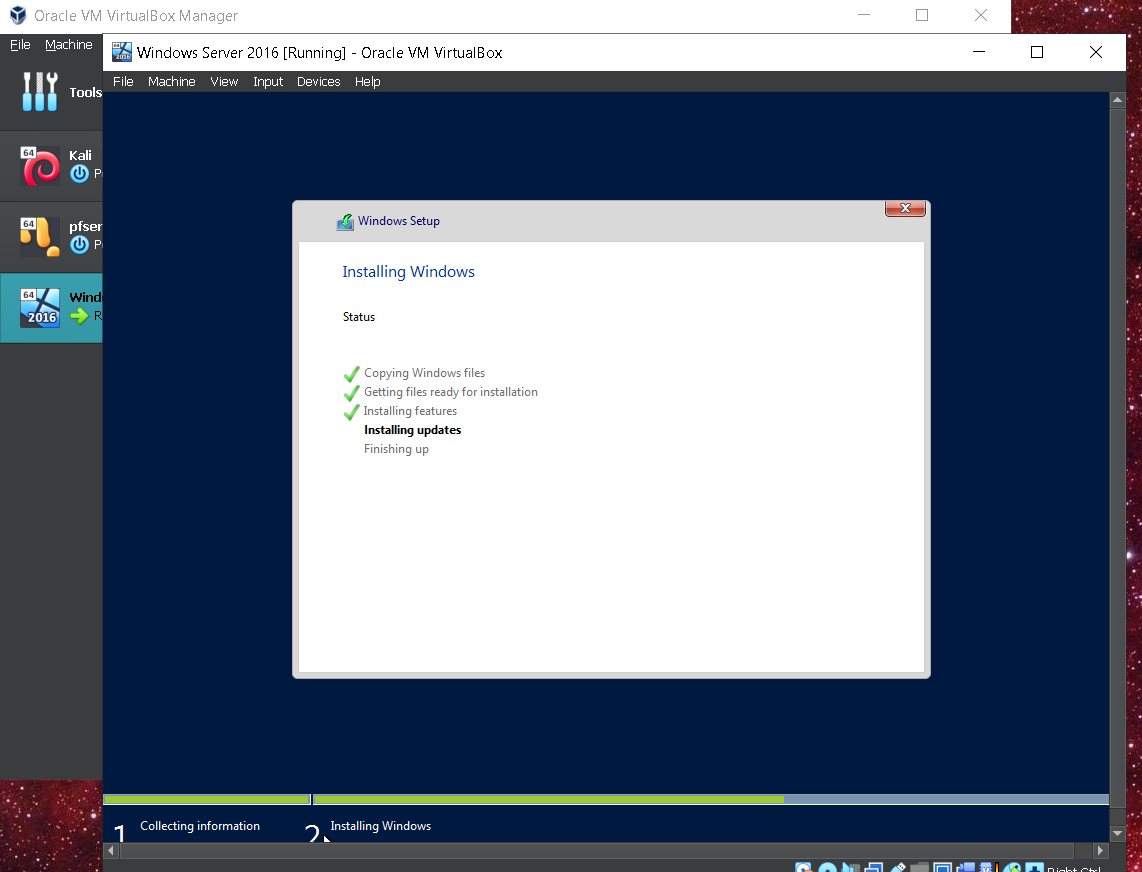 Oracle VM VirtualBox Manager
File Machine
Windows Server 2016 [Running] - Oracle VM VirtualBox
File Machine View Input Devices Help
Tools
64
Kali
P
64
pfsen
P
64
2016
Wind
R
Windows Setup
Installing Windows
Status
Copying Windows files
Getting files ready for installation
Installing features
Installing updates
Finishing up
1 Collecting information
2 Installing Windows
Right Ctrl